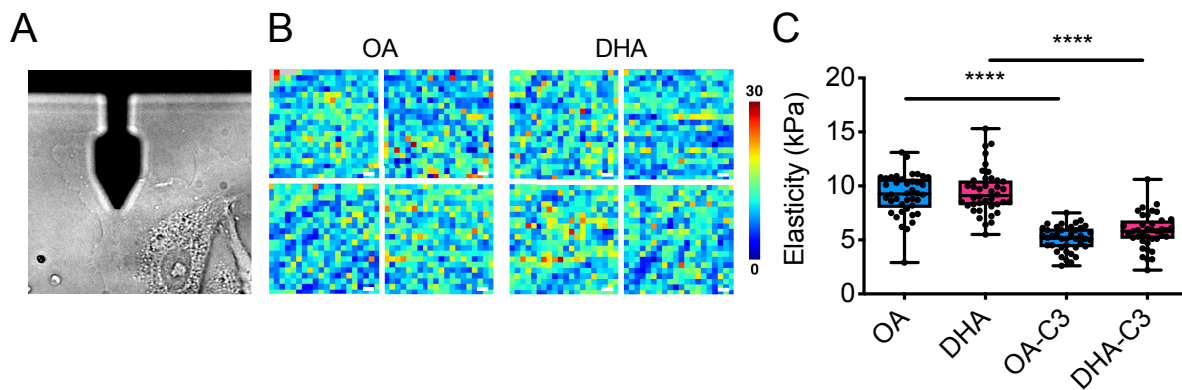 A
B
OA
DHA
30
0
C
Elasticity (kPa)
20
15
10
5
0
****
****
OA
DHA
OA-C3
DHA-C3